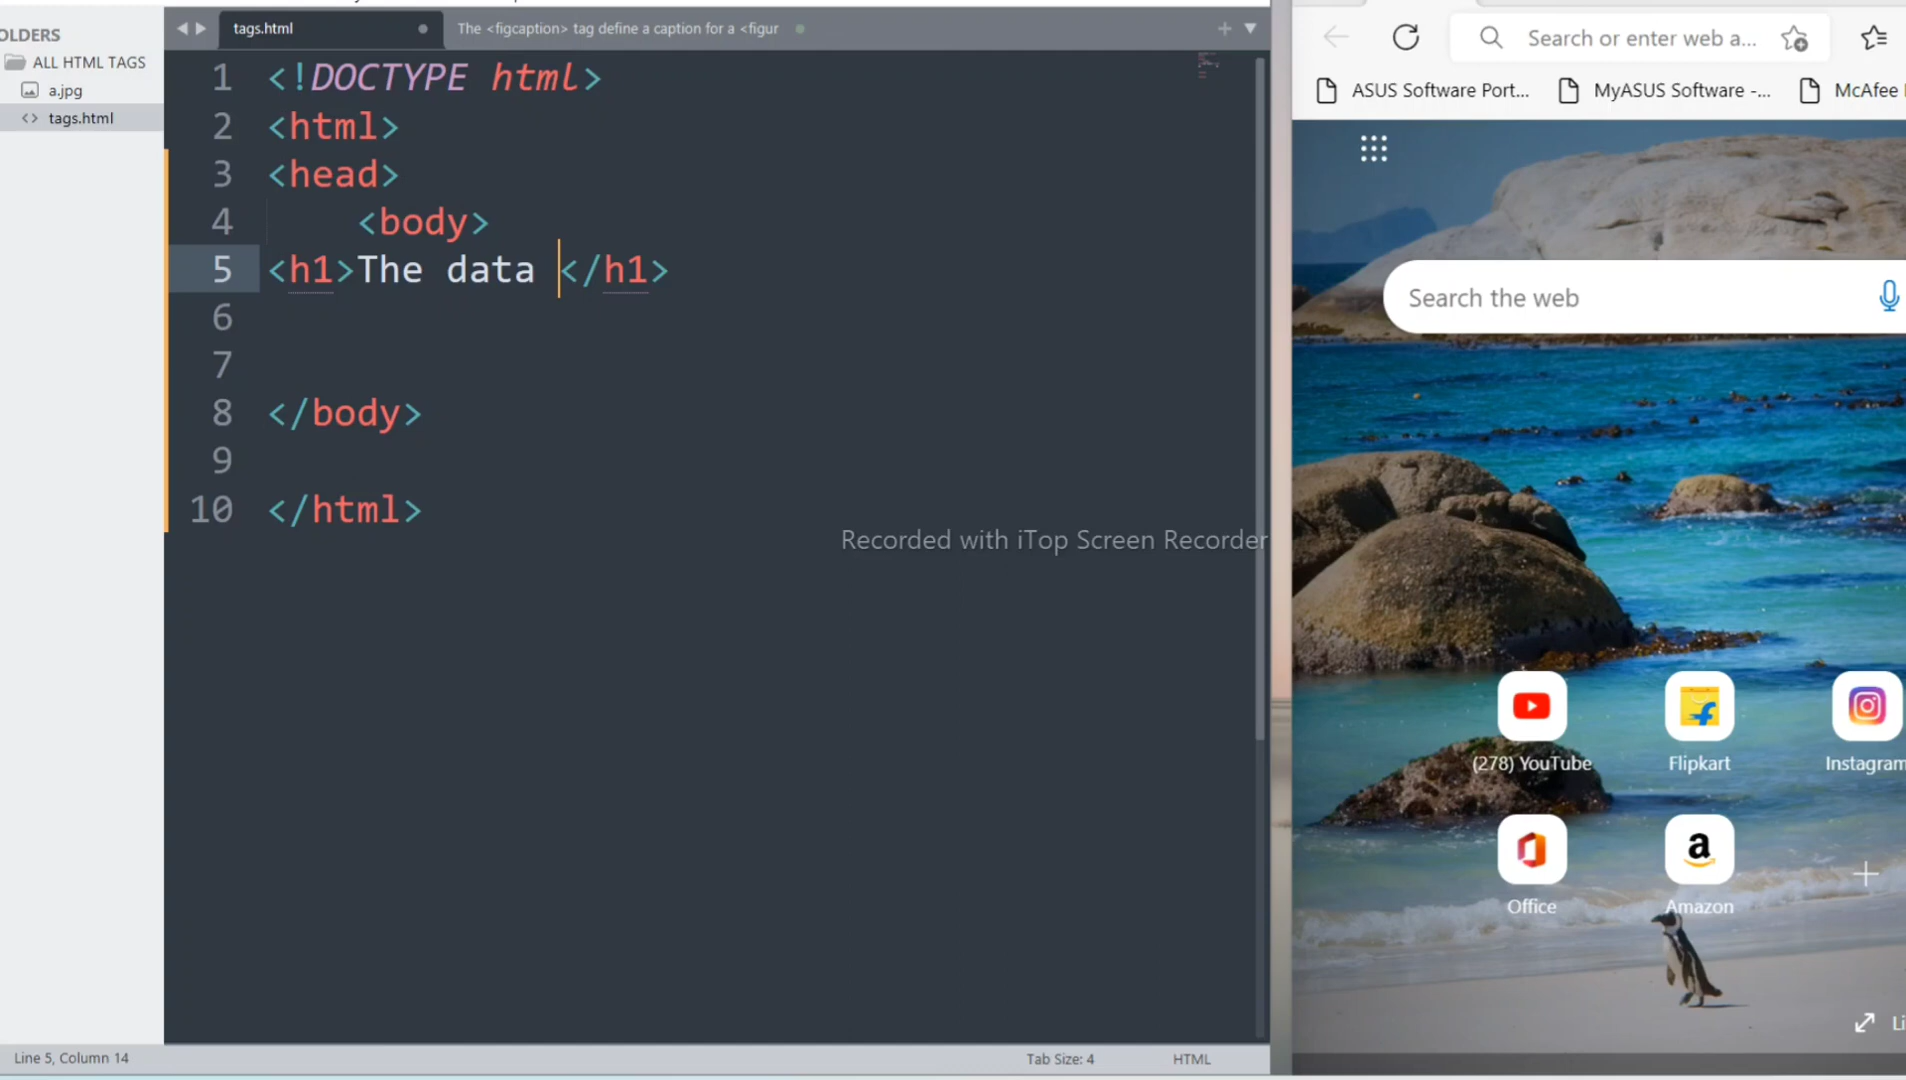 OLDERS
ALL HTML TAGS
a.jpg
<> tags.html
tags.html
The <figcaption> tag define a caption for a <figur
1 <!DOCTYPE html>
2 <html>
3 <head>
4 <body>
5 <h1>The data </h1>
6
7
8 </body>
9
10 </html>
Recorded with iTop Screen Recorder
Line 5, Column 14
Tab Size: 4
HTML
Search or enter web a...
ASUS Software Port...
MyASUS Software -...
McAfee
Search the web
(278) YouTube
Flipkart
Instagram
Office
a
Amazon
Li